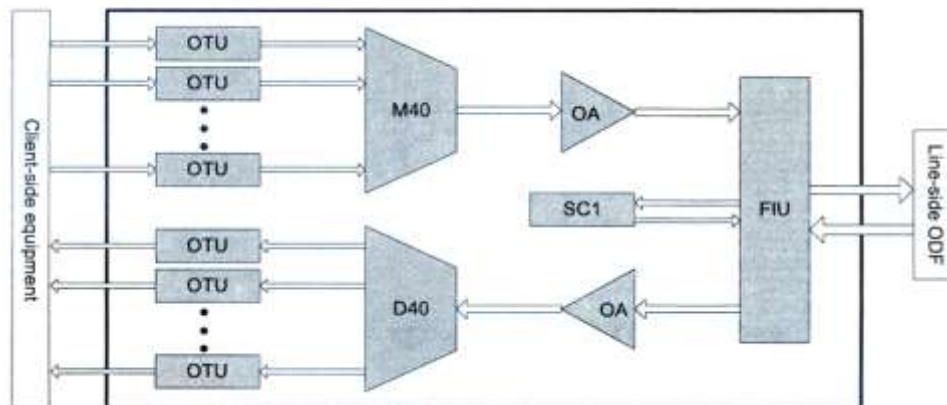 Client-side equipment
OTU
OTU
OTU
M40
OA
SC1
FIU
Line-side ODF
OTU
OTU
OTU
D40
OA